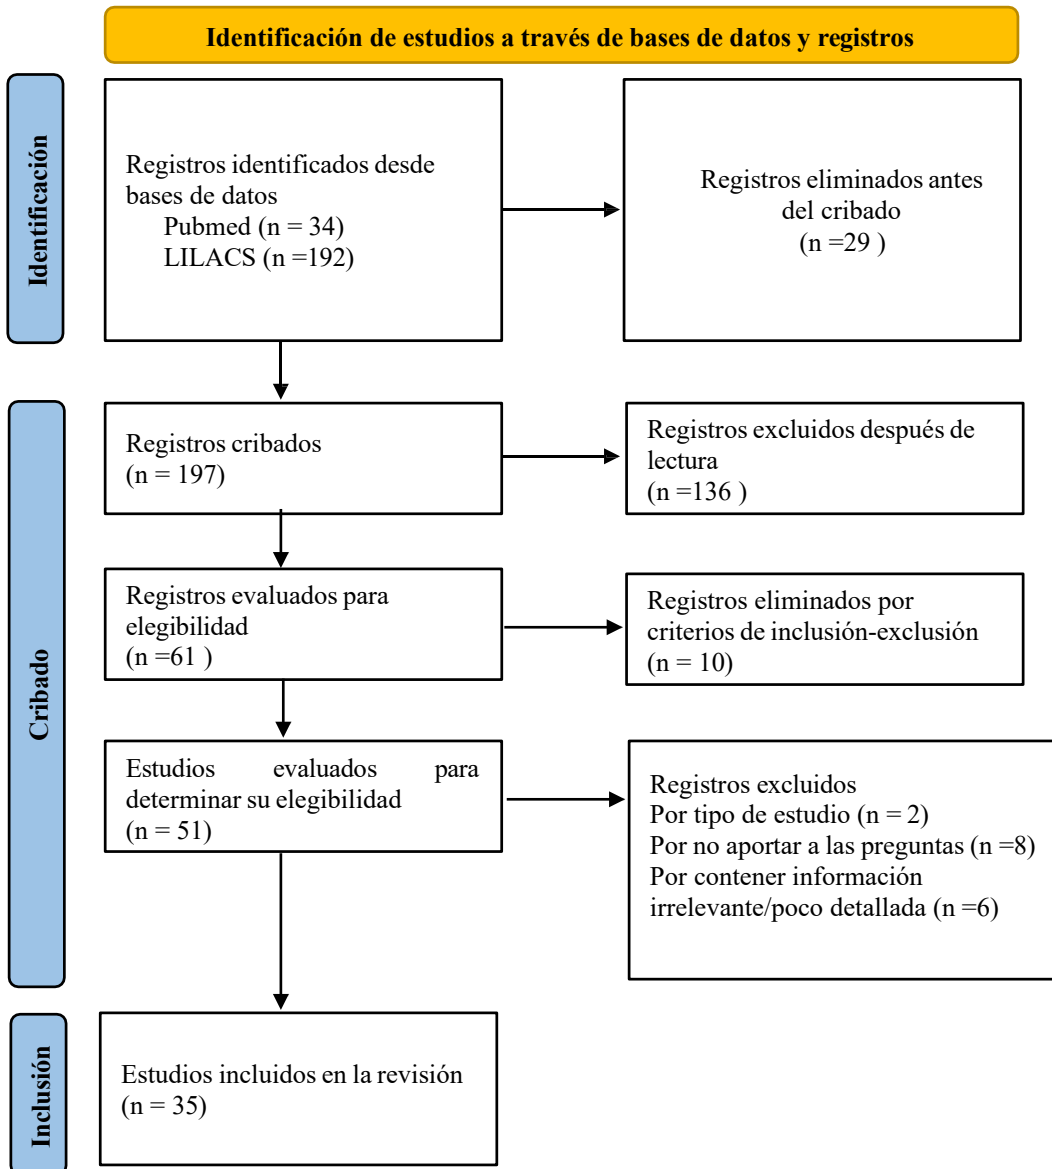 Identificación de estudios a través de bases de datos y registros
Identificación
Registros identificados desde
bases de datos
Pubmed (n = 34)
LILACS (n =192)
Registros eliminados antes
del cribado
(n =29 )
Cribado
Registros cribados
(n = 197)
Registros excluidos después de
lectura
(n =136 )
Registros evaluados para
elegibilidad
(n =61 )
Registros eliminados por
criterios de inclusión-exclusión
(n = 10)
Estudios evaluados para
determinar su elegibilidad
(n = 51)
Registros excluidos
Por tipo de estudio (n = 2)
Por no aportar a las preguntas (n =8)
Por contener información
irrelevante/poco detallada (n =6)
Inclusión
Estudios incluidos en la revisión
(n = 35)